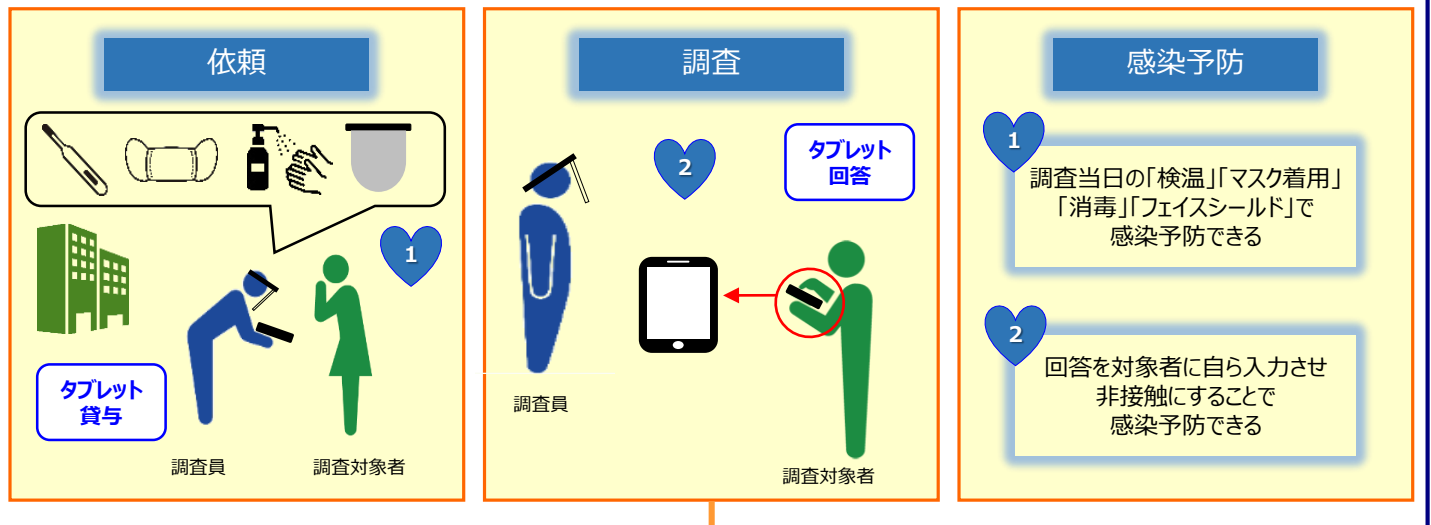 依頼
1
タブレット
貸与
調査員
調査対象者
調査
2
タブレット
回答
調査員
調査対象者
感染予防
1
調査当日の「検温」「マスク着用」
「消毒」「フェイスシールド」で
感染予防できる
2
回答を対象者に自ら入力させ
非接触にすることで
感染予防できる